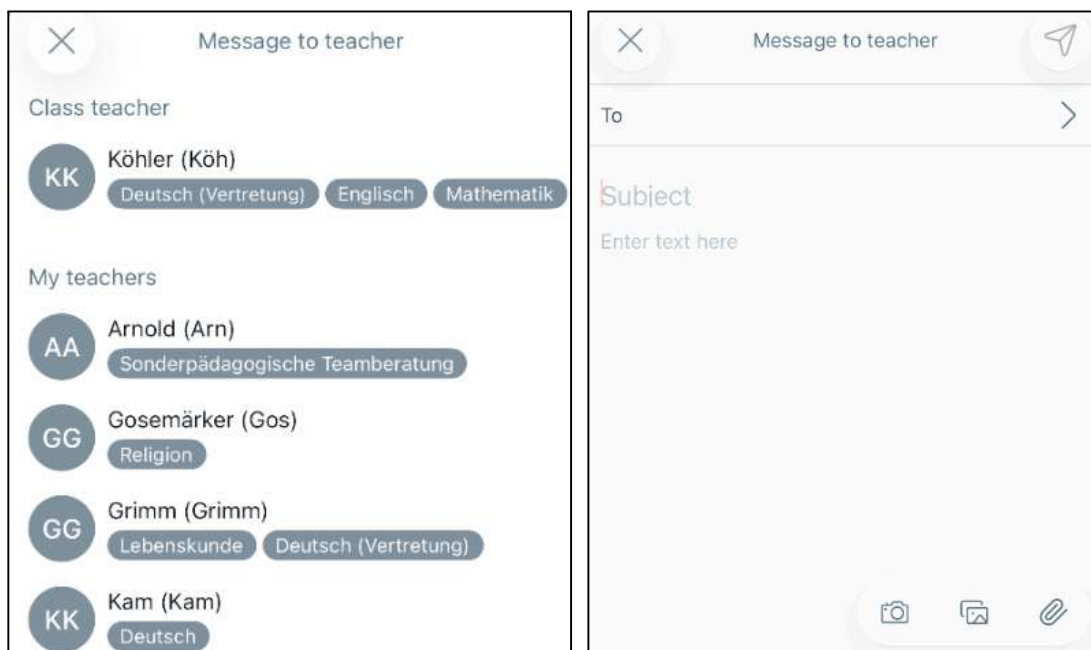 Message to teacher
Class teacher
KK
Köhler (Köh)
Deutsch (Vertretung) Englisch Mathematik
My teachers
AA
Arnold (Arn)
Sonderpädagogische Teamberatung
GG
Gosemärker (Gos)
Religion
GG
Grimm (Grimm)
Lebenskunde Deutsch (Vertretung)
KK
Kam (Kam)
Deutsch
Message to teacher
To
Subject
Enter text here